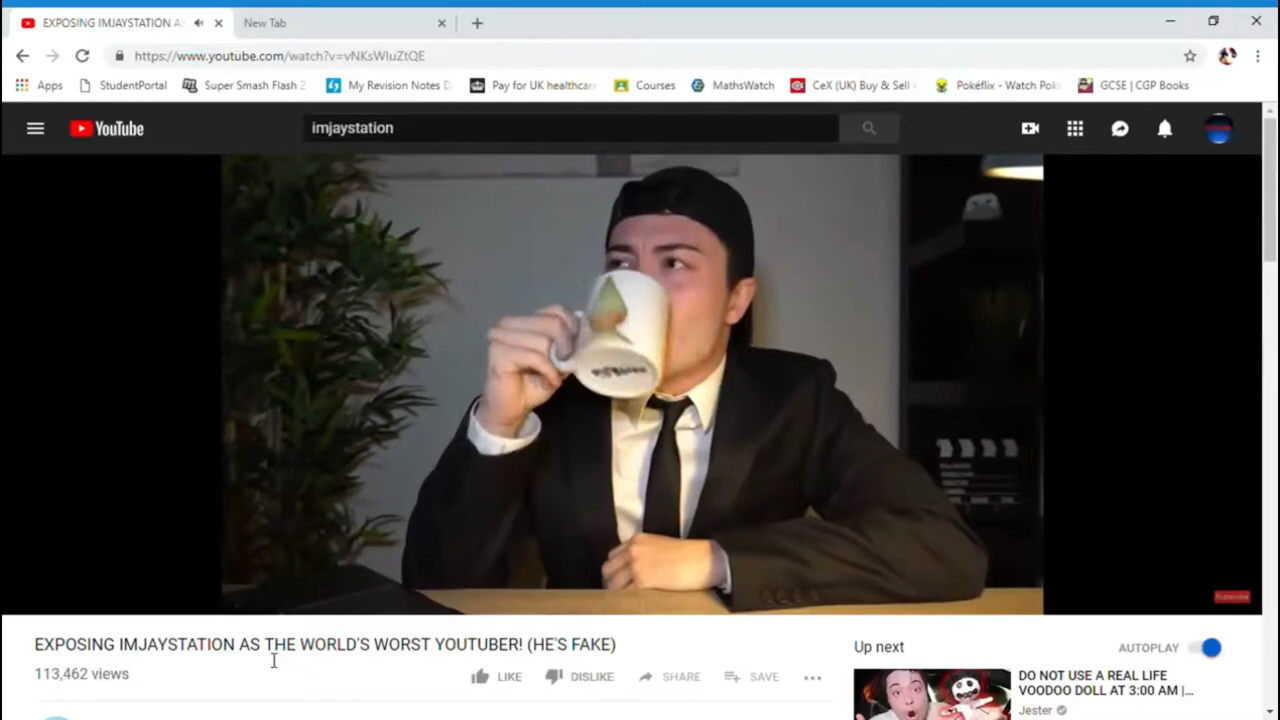 EXPOSING IMJAYSTATION AS
New Tab
https://www.youtube.com/watch?v=vNKsWluZtQE
Apps StudentPortal Super Smash Flash 2 My Revision Notes D Pay for UK healthcare Courses MathsWatch CeX (UK) Buy & Sell Pokéflix - Watch Pok GCSE | CGP Books
YouTube
imjaystation
Subscribe
EXPOSING IMJAYSTATION AS THE WORLD'S WORST YOUTUBER! (HE'S FAKE)
113,462 views
LIKE DISLIKE SHARE SAVE
Up next AUTOPLAY
DO NOT USE A REAL LIFE
VOODOO DOLL AT 3:00 AM |...
Jester